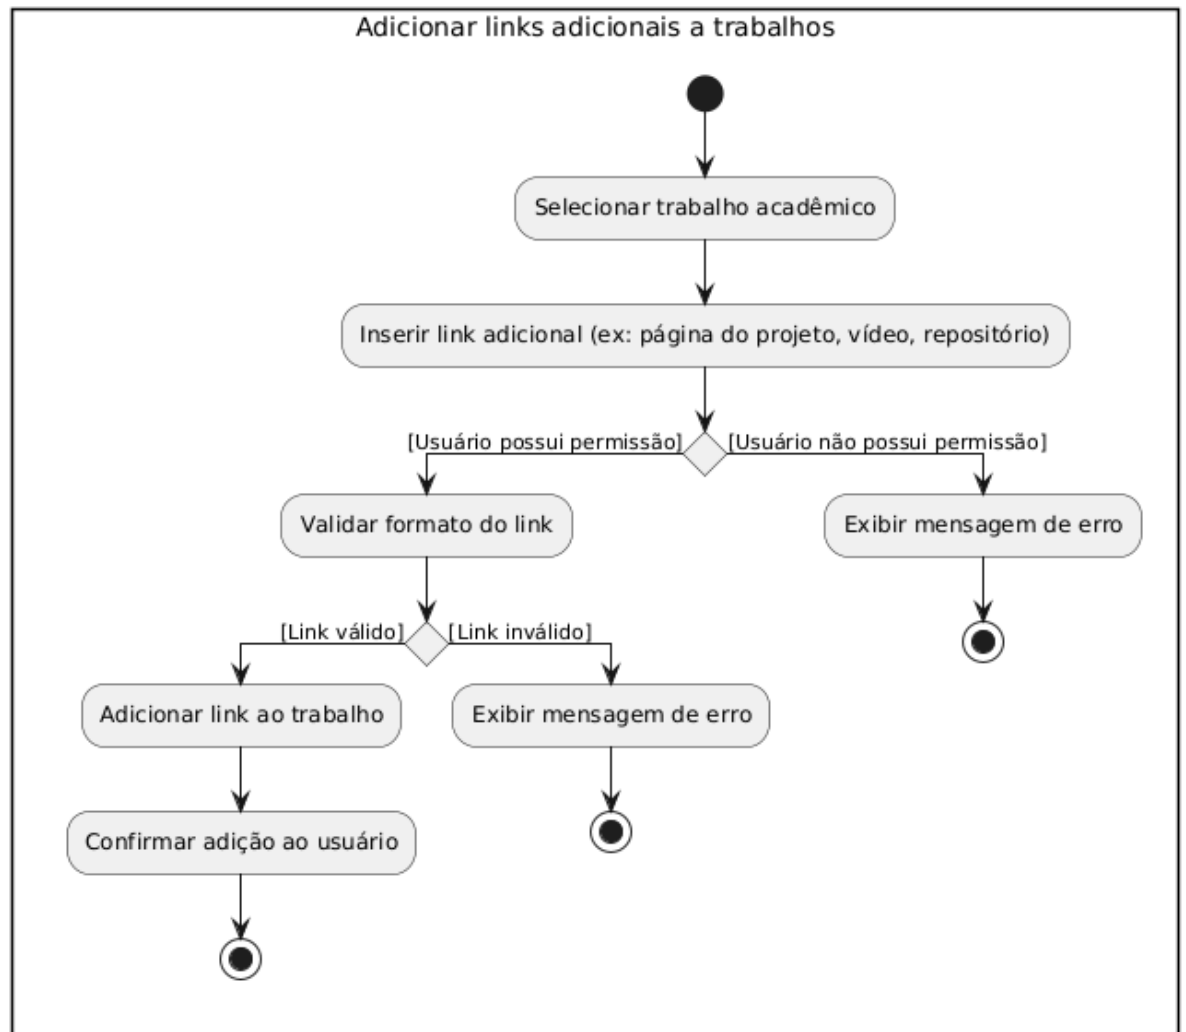 Adicionar links adicionais a trabalhos
Selecionar trabalho acadêmico
Inserir link adicional (ex: página do projeto, vídeo, repositório)
[Usuário possui permissão]
[Usuário não possui permissão]
Validar formato do link
Exibir mensagem de erro
[Link válido]
[Link inválido]
Adicionar link ao trabalho
Exibir mensagem de erro
Confirmar adição ao usuário